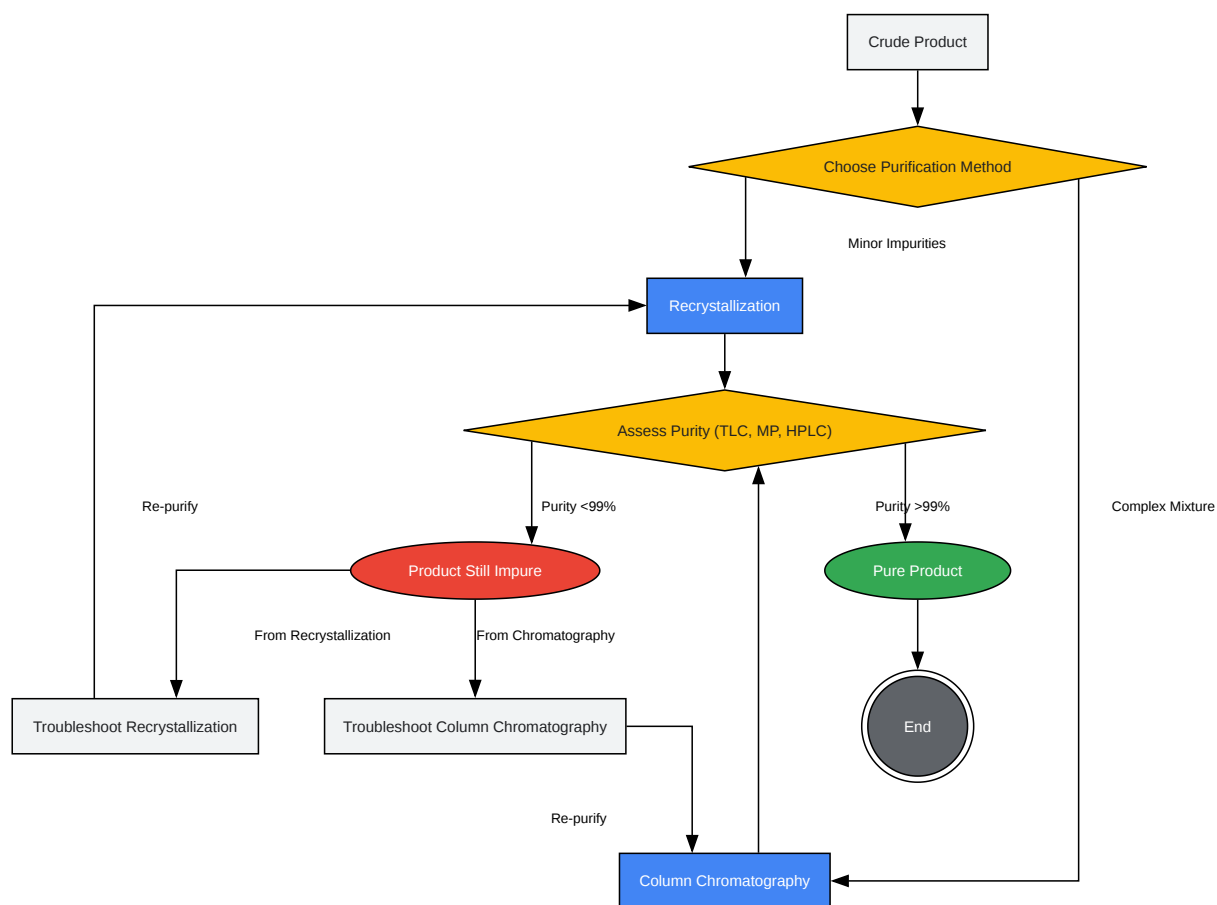 Crude Product
Choose Purification Method
Minor Impurities
Recrystallization
Assess Purity (TLC, MP, HPLC)
Re-purify
Purity <99%
Purity >99%
Complex Mixture
Product Still Impure
Pure Product
From Recrystallization
From Chromatography
Troubleshoot Recrystallization
Troubleshoot Column Chromatography
End
Re-purify
Column Chromatography